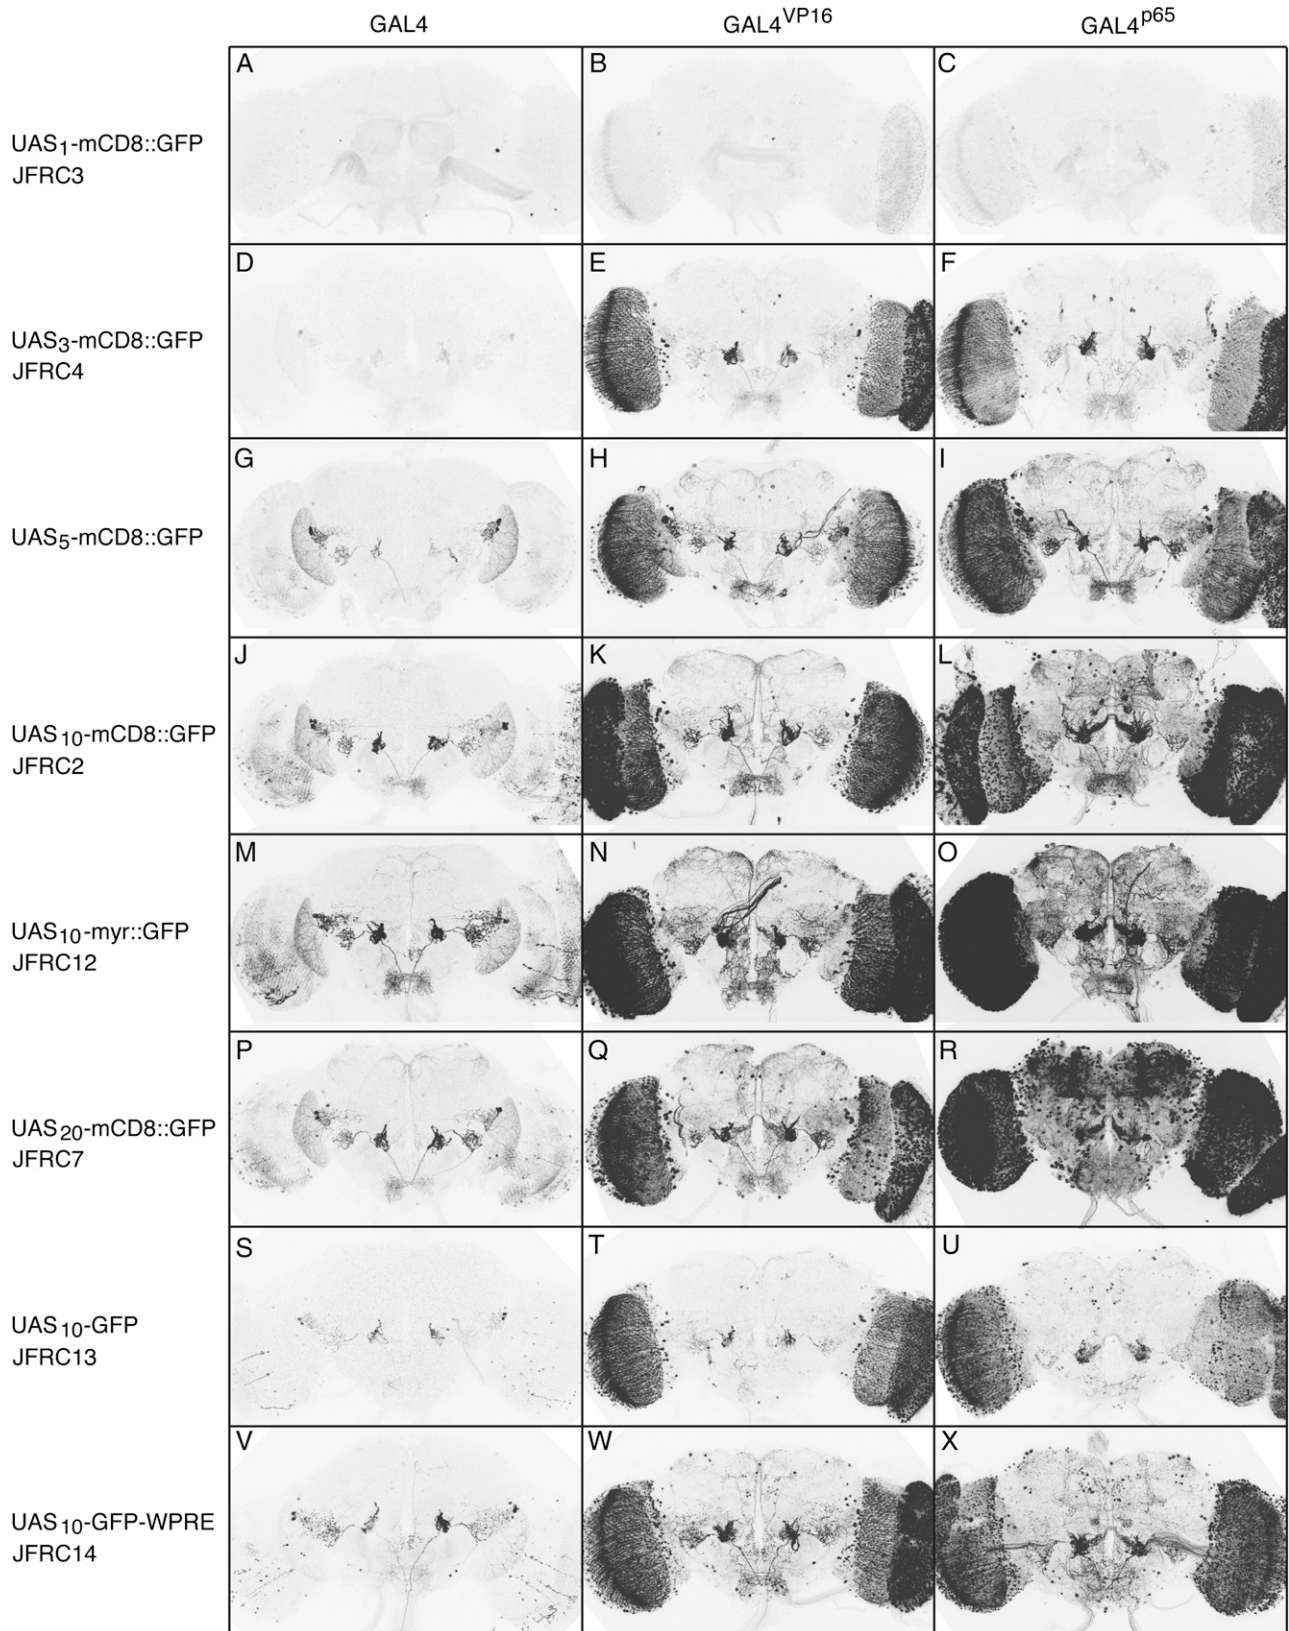 GAL4
GAL4VP16
GAL4p65
A
B
C
UAS1-mCD8::GFP
JFRC3
D
E
F
UAS3-mCD8::GFP
JFRC4
G
H
I
UAS5-mCD8::GFP
J
K
L
UAS10-mCD8::GFP
JFRC2
M
N
O
UAS10-myr::GFP
JFRC12
P
Q
R
UAS20-mCD8::GFP
JFRC7
S
T
U
UAS10-GFP
JFRC13
V
W
X
UAS10-GFP-WPRE
JFRC14